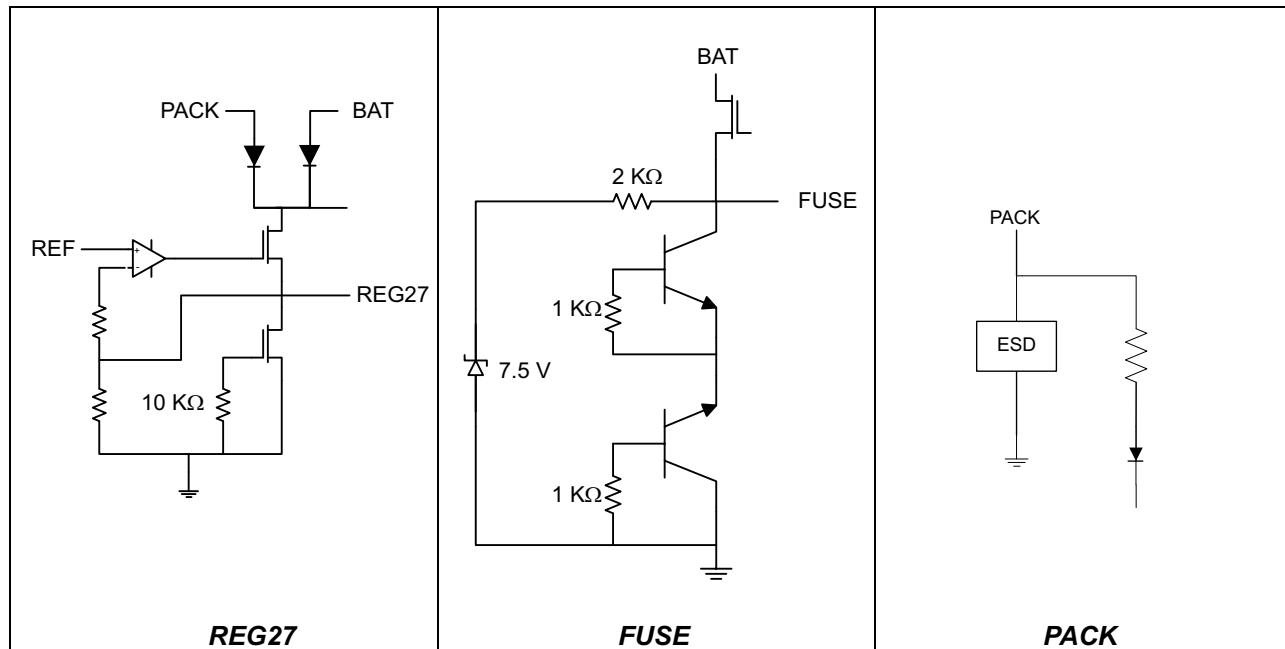 PACK
BAT
REF
+
-
REG27
10 KΩ
REG27
BAT
2 KΩ
FUSE
1 KΩ
7.5 V
1 KΩ
FUSE
PACK
ESD
PACK